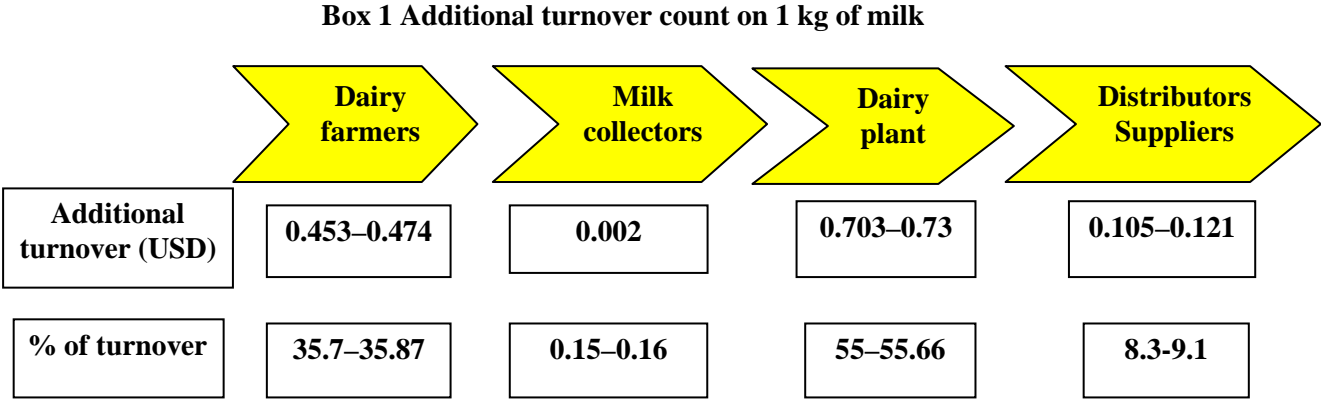 Box 1 Additional turnover count on 1 kg of milk
Dairy
farmers
Milk
collectors
Dairy
plant
Distributors
Suppliers
Additional
turnover (USD)
0.453–0.474
0.002
0.703–0.73
0.105–0.121
% of turnover
35.7–35.87
0.15–0.16
55–55.66
8.3-9.1